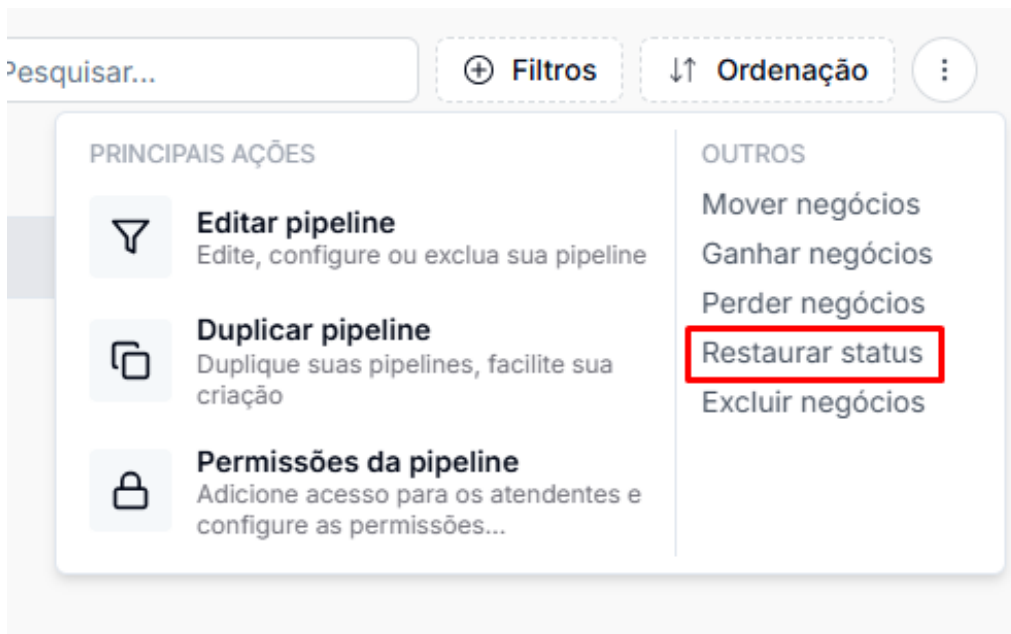 Pesquisar...
Filtros
Ordenação
PRINCIPAIS AÇÕES
Editar pipeline
Edite, configure ou exclua sua pipeline
Duplicar pipeline
Duplique suas pipelines, facilite sua
criação
Permissões da pipeline
Adicione acesso para os atendentes e
configure as permissões...
OUTROS
Mover negócios
Ganhar negócios
Perder negócios
Restaurar status
Excluir negócios